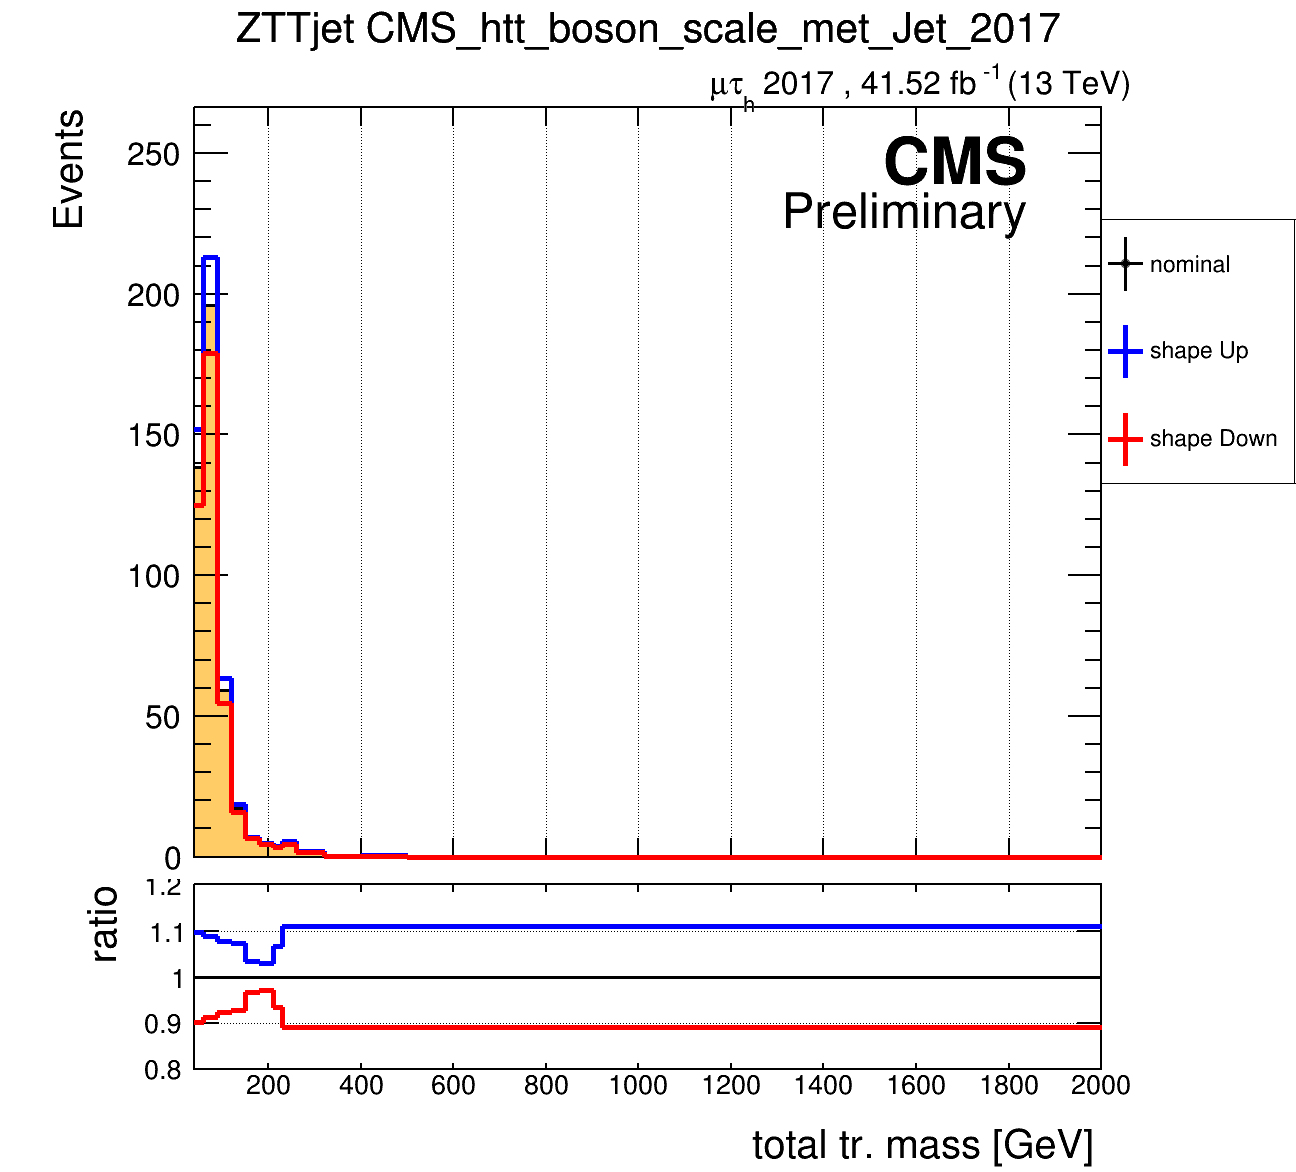 ZTTjet CMS_htt_boson_scale_met_Jet_2017
μτh 2017 , 41.52 fb-1 (13 TeV)
Events
CMS
Preliminary
250
200
150
100
50
0
nominal
shape Up
shape Down
ratio
1.2
1.1
1
0.9
0.8
200 400 600 800 1000 1200 1400 1600 1800 2000
total tr. mass [GeV]